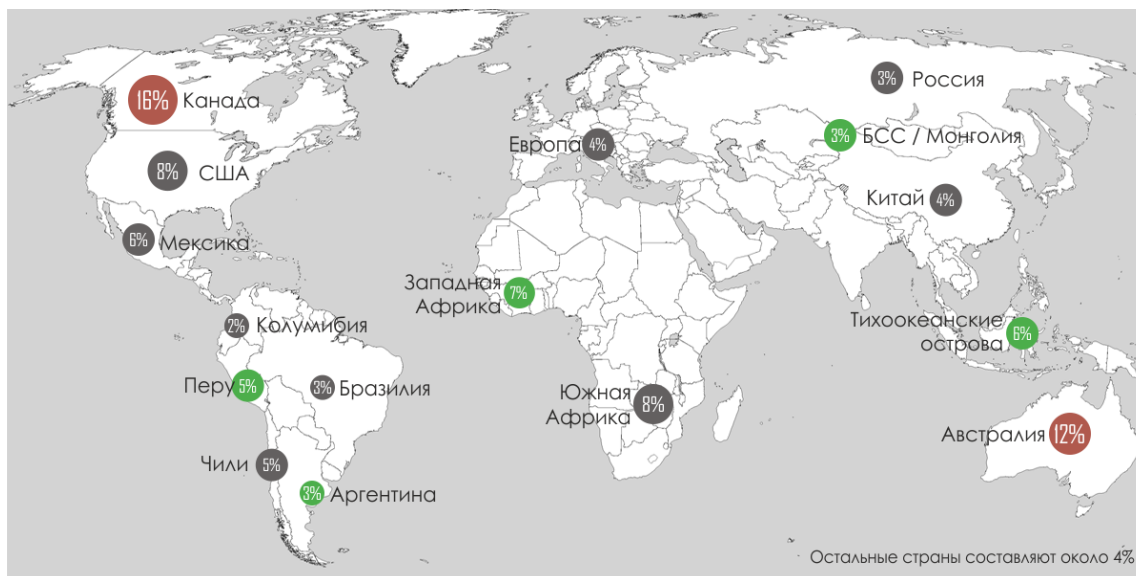 16% Канада
8% США
6% Мексика
2% Колумибия
Перу 5%
3% Бразилия
Чили 5%
3% Аргентина
Европа 4%
Западная
Африка 7%
Южная
Африка 8%
3% Россия
3% БСС / Монголия
Китай 4%
Тихоокеанские
острова 6%
Австралия 12%
Остальные страны составляют около 4%